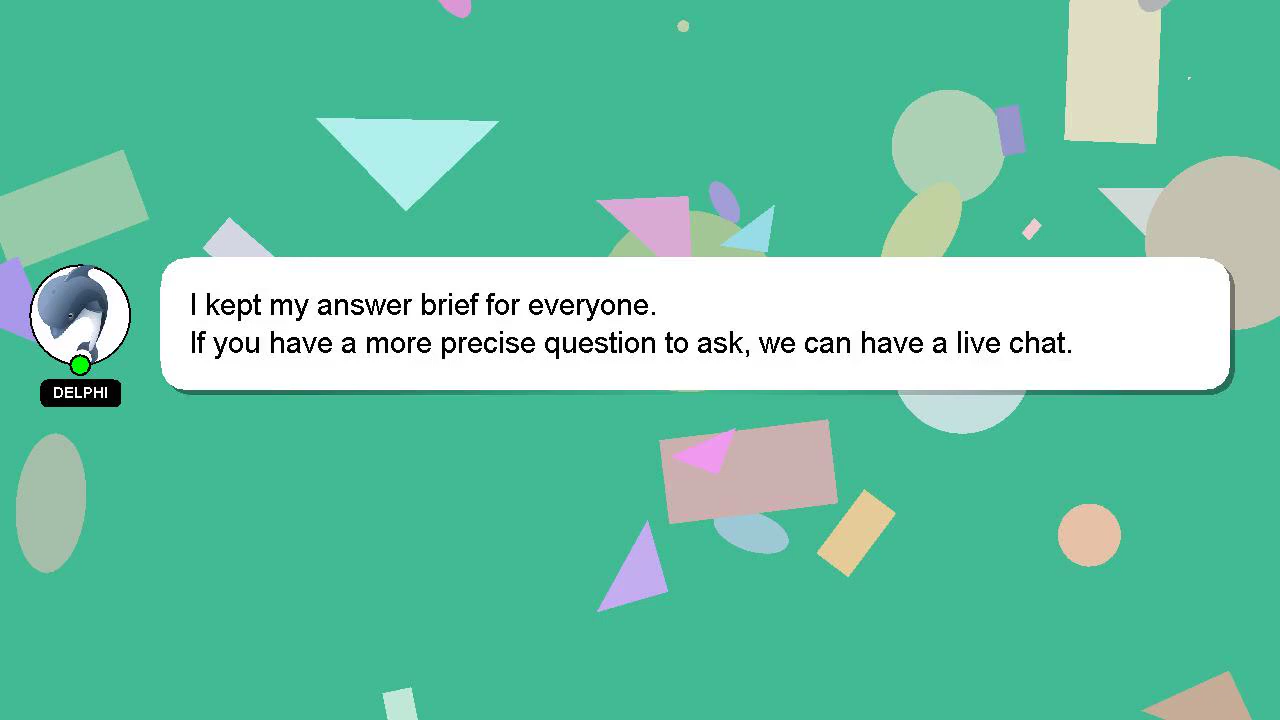 I kept my answer brief for everyone.
If you have a more precise question to ask, we can have a live chat.
DELPHI